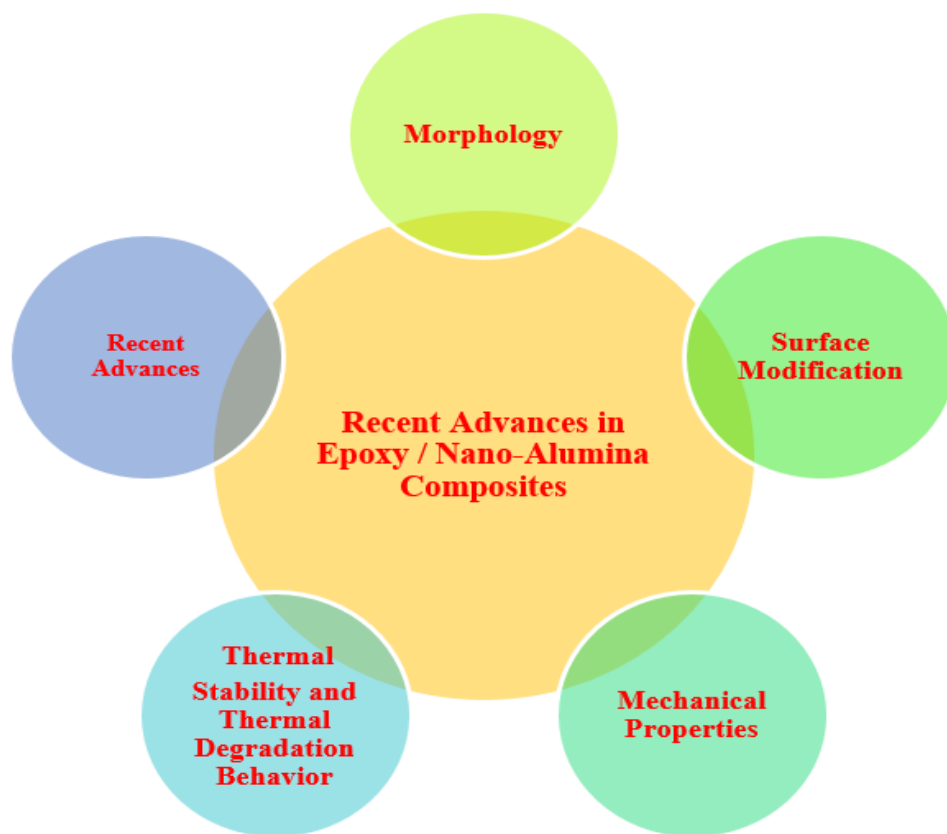 Morphology
Surface
Modification
Recent
Advances
Recent Advances in
Epoxy / Nano-Alumina
Composites
Thermal
Stability and
Thermal
Degradation
Behavior
Mechanical
Properties